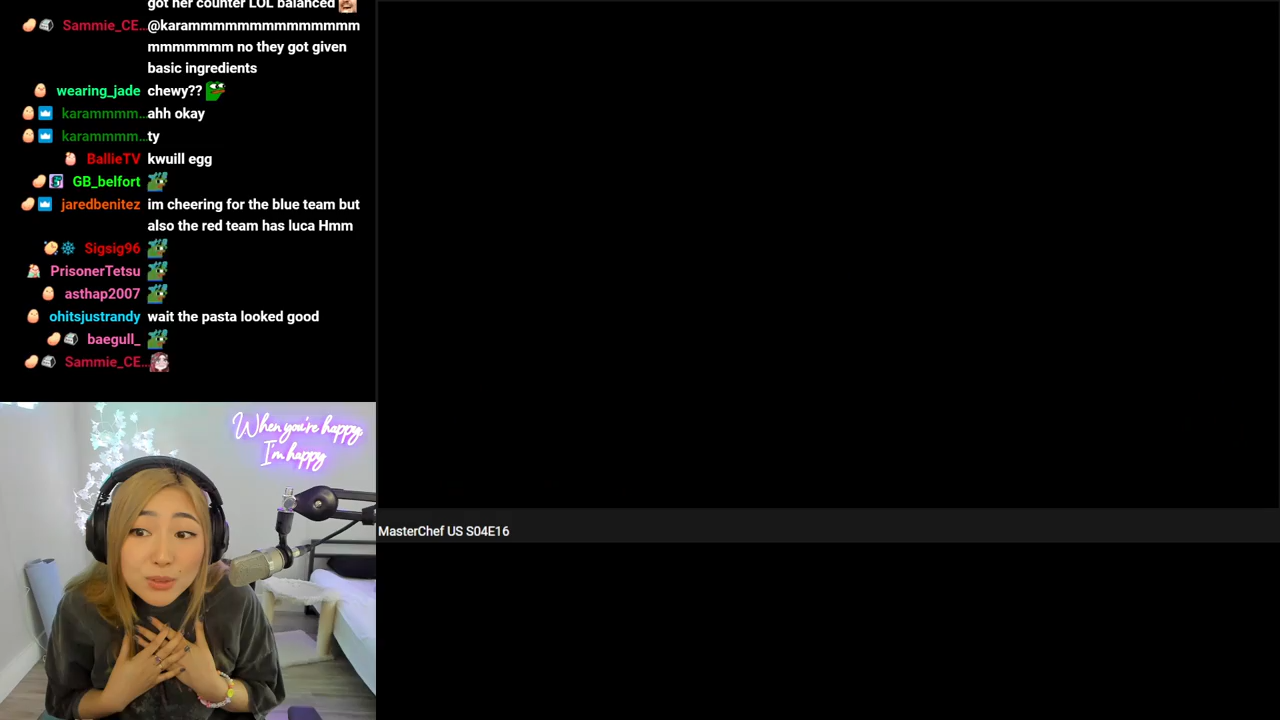 got her counter LOL balanced
Sammie_CE... @karammmmmmmmmmmmmmm
mmmmmmm no they got given
basic ingredients
wearing_jade chewy??
karammmm... ahh okay
karammmm... ty
BallieTV kwuill egg
GB_belfort
jaredbenitez im cheering for the blue team but
also the red team has luca Hmm
Sigsig96
PrisonerTetsu
asthap2007
ohitsjustrandy wait the pasta looked good
baegull_
Sammie_CE...
When you're happy,
I'm happy
MasterChef US S04E16